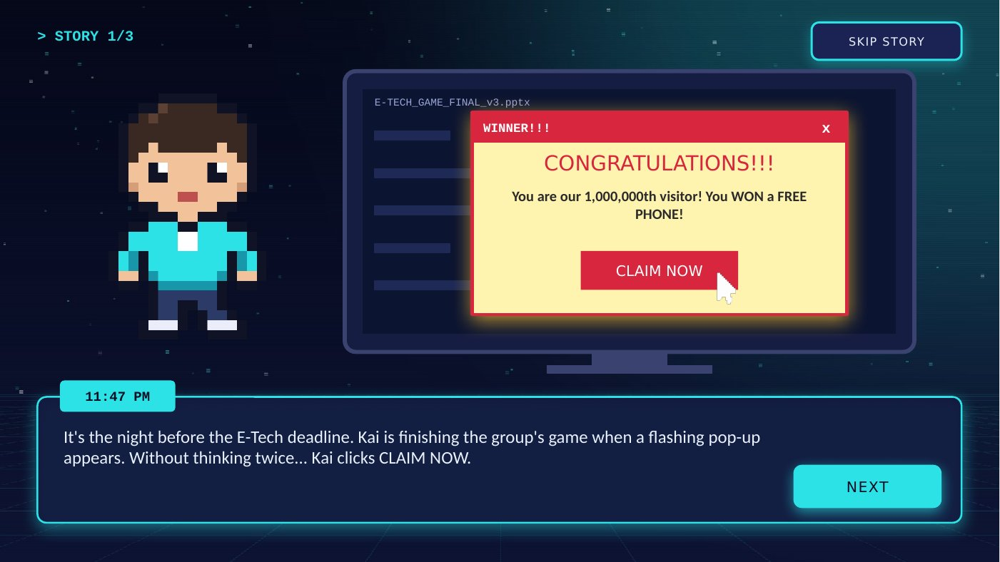 > STORY 1/3
SKIP STORY
E-TECH_GAME_FINAL_v3.pptx
WINNER!!!
X
CONGRATULATIONS!!!
You are our 1,000,000th visitor! You WON a FREE
PHONE!
CLAIM NOW
11:47 PM
It's the night before the E-Tech deadline. Kai is finishing the group's game when a flashing pop-up
appears. Without thinking twice... Kai clicks CLAIM NOW.
NEXT